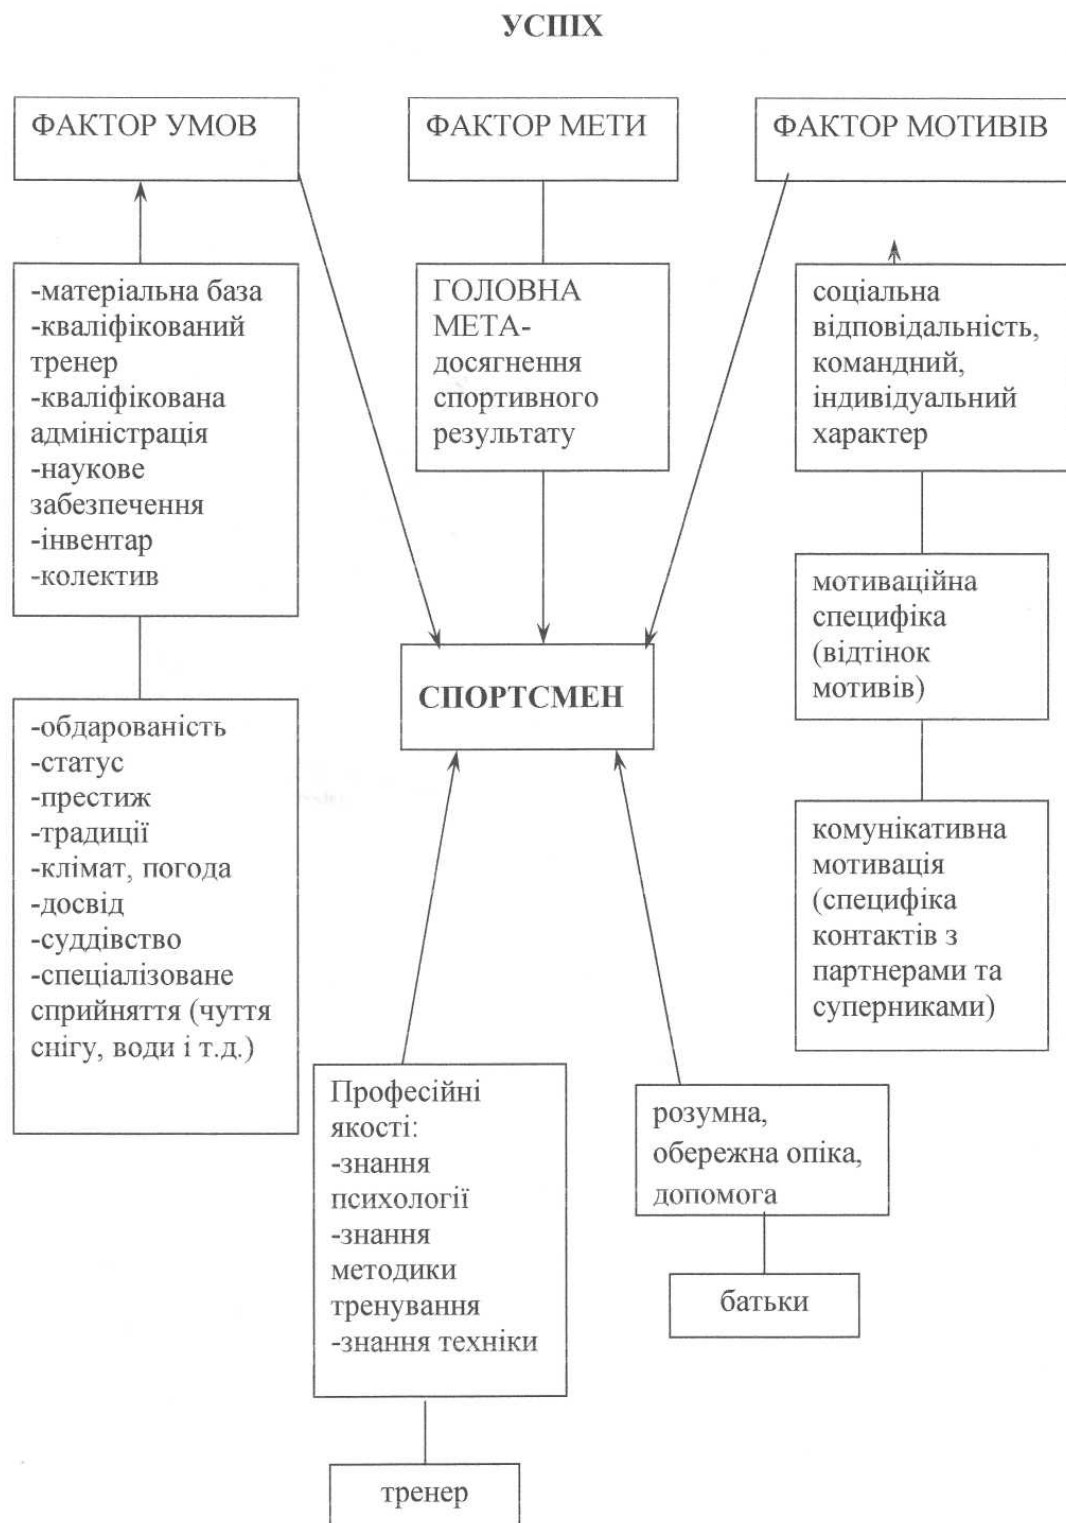 УСПІХ
ФАКТОР УМОВ
ФАКТОР МЕТИ
ФАКТОР МОТИВІВ
-матеріальна база
-кваліфікований
тренер
-кваліфікована
адміністрація
-наукове
забезпечення
-інвентар
-колектив
ГОЛОВНА
МЕТА-
досягнення
спортивного
результату
соціальна
відповідальність,
командний,
індивідуальний
характер
мотиваційна
специфіка
(відтінок
мотивів)
СПОРТСМЕН
-обдарованість
-статус
-престиж
-традиції
-клімат, погода
-досвід
-суддівство
-спеціалізоване
сприйняття (чуття
снігу, води і т.д.)
комунікативна
мотивація
(специфіка
контактів з
партнерами та
суперниками)
Професійні
якості:
-знання
психології
-знання
методики
тренування
-знання техніки
розумна,
обережна опіка,
допомога
батьки
тренер